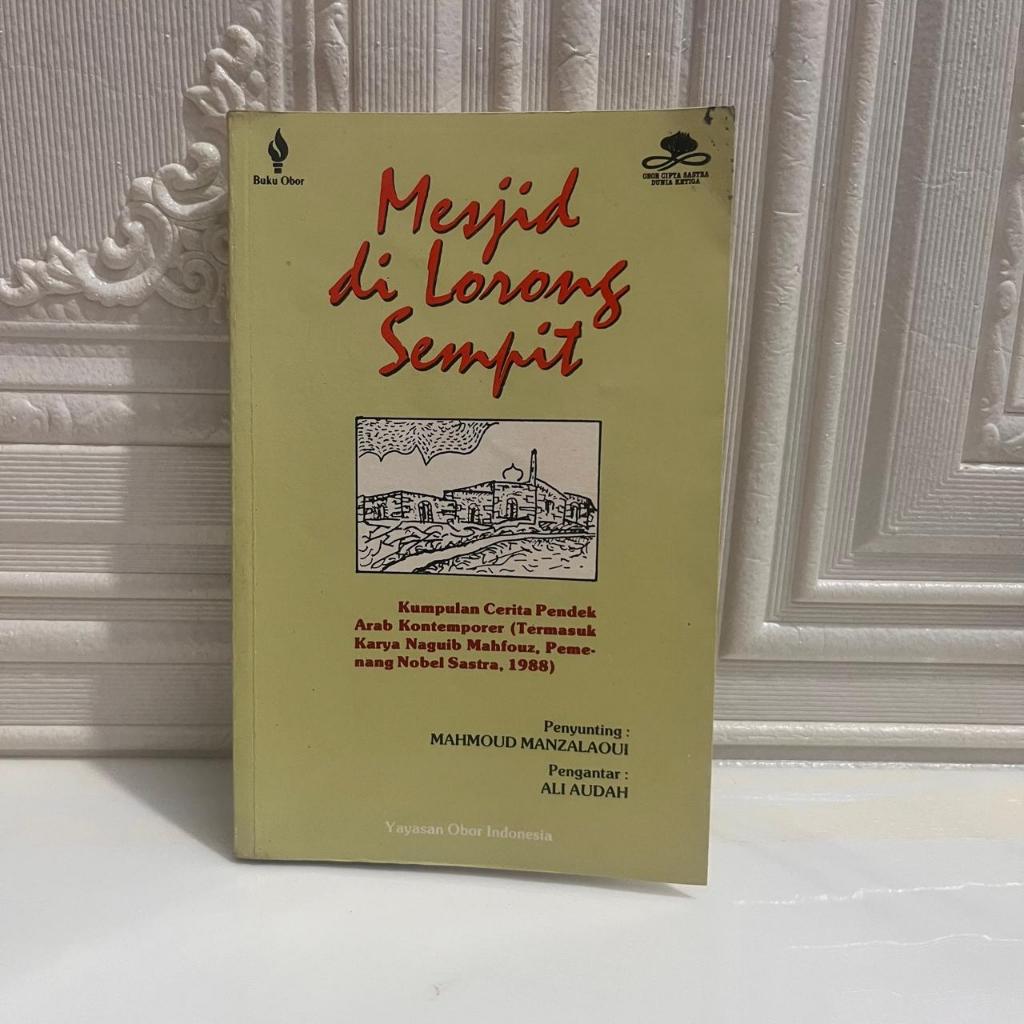 Buku Obor
OBOR CIPTA SASTRA
DUNIA KETIGA
Mesjid
di Lorong
Sempit
Kumpulan Cerita Pendek
Arab Kontemporer (Termasuk
Karya Naguib Mahfouz, Peme-
nang Nobel Sastra, 1988)
Penyunting :
MAHMOUD MANZALAOUI
Pengantar :
ALI AUDAH
Yayasan Obor Indonesia